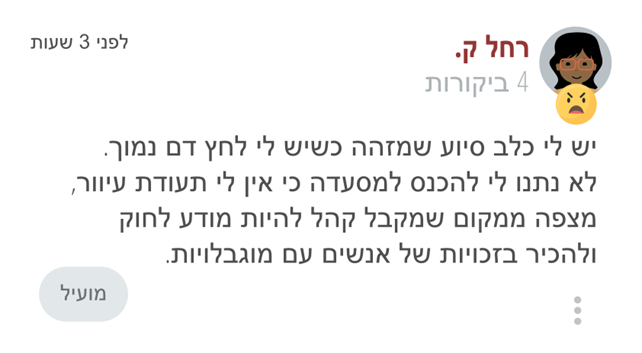 רחל ק.
4 ביקורות
לפני 3 שעות
יש לי כלב סיוע שמזהה כשיש לי לחץ דם נמוך.
לא נתנו לי להכנס למסעדה כי אין לי תעודת עיוור,
מצפה ממקום שמקבל קהל להיות מודע לחוק
ולהכיר בזכויות של אנשים עם מוגבלויות.
מועיל